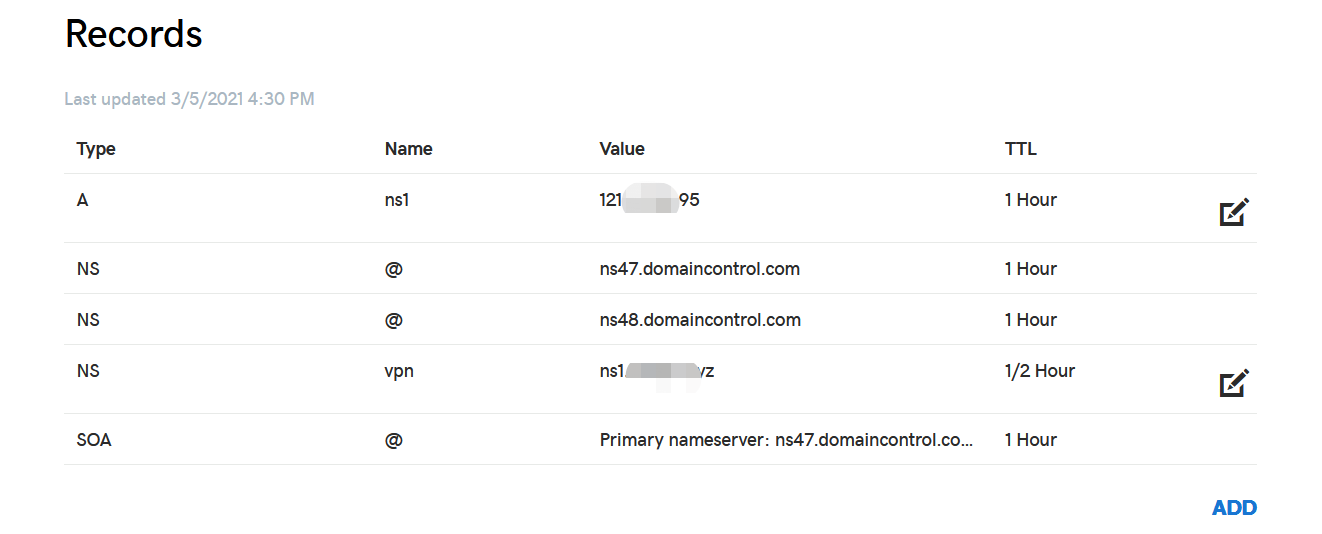 Records
Last updated 3/5/2021 4:30 PM
Type Name Value TTL
A ns1 121 95 1 Hour
NS @ ns47.domaincontrol.com 1 Hour
NS @ ns48.domaincontrol.com 1 Hour
NS vpn ns1 yz 1/2 Hour
SOA @ Primary nameserver: ns47.domaincontrol.co... 1 Hour
ADD